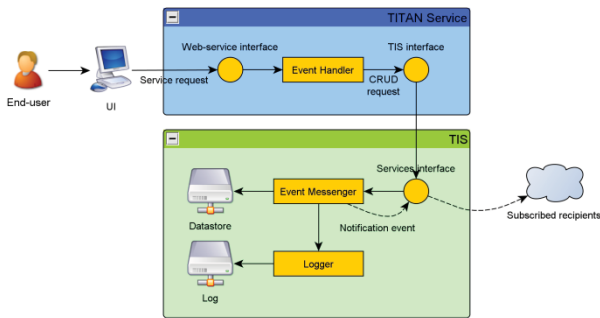 TITAN Service
Web-service interface
TIS interface
Event Handler
Service request
CRUD
request
End-user
UI
TIS
Services interface
Event Messenger
Datastore
Notification event
Subscribed recipients
Logger
Log